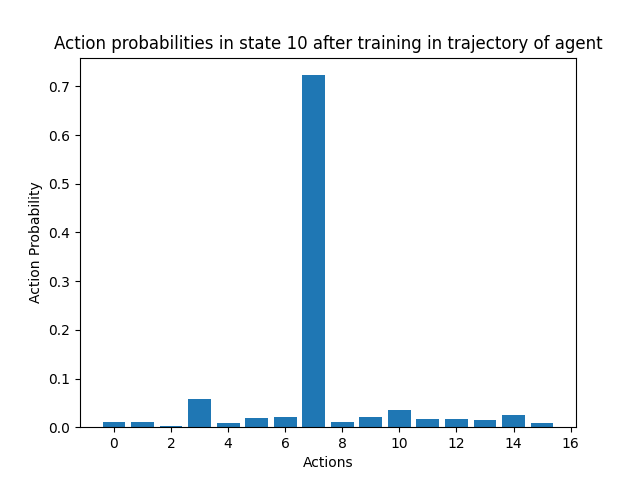 Action probabilities in state 10 after training in trajectory of agent
0.7
0.6
0.5
0.4
0.3
0.2
0.1
0.0
Action Probability
0 2 4 6 8 10 12 14 16
Actions